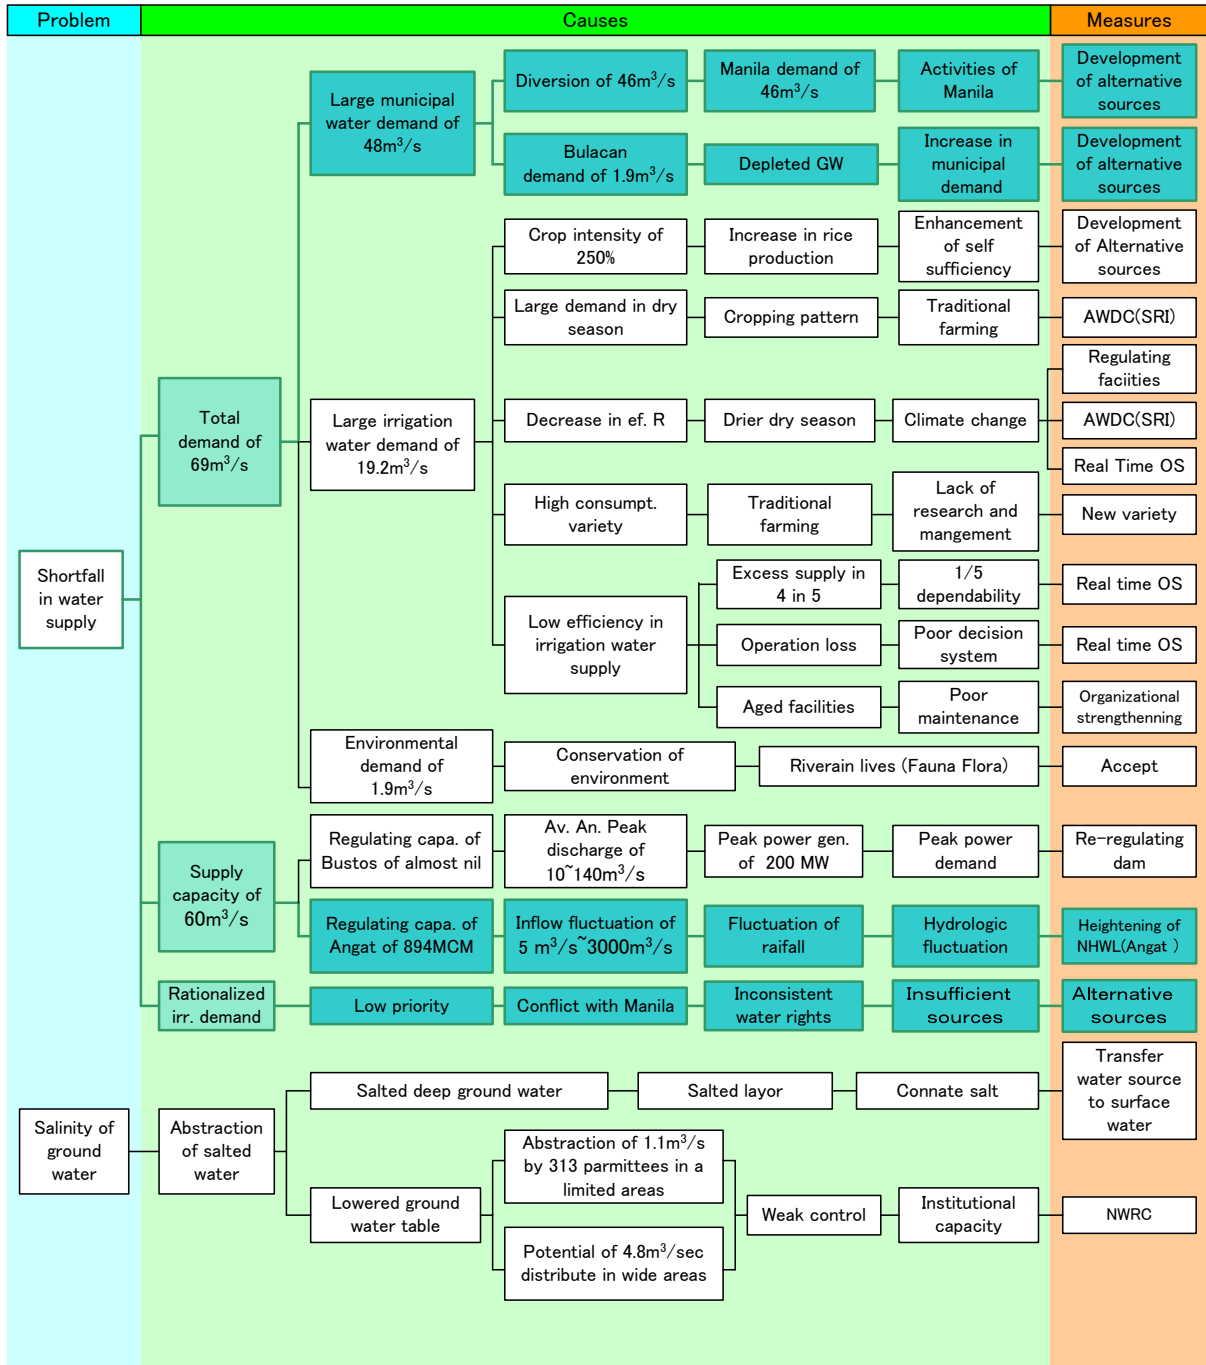 Problem
Causes
Measures
Diversion of 46m³/s
Manila demand of
46m³/s
Activities of
Manila
Development
of alternative
sources
Large municipal
water demand of
48m³/s
Bulacan
demand of 1.9m³/s
Depleted GW
Increase in
municipal
demand
Development
of alternative
sources
Crop intensity of
250%
Increase in rice
production
Enhancement
of self
sufficiency
Development
of Alternative
sources
Large demand in dry
season
Cropping pattern
Traditional
farming
AWDC(SRI)
Regulating
faciities
Total
demand of
69m³/s
Large irrigation
water demand of
19.2m³/s
Decrease in ef. R
Drier dry season
Climate change
AWDC(SRI)
Real Time OS
High consumpt.
variety
Traditional
farming
Lack of
research and
mangement
New variety
Shortfall
in water
supply
Excess supply in
4 in 5
1/5
dependability
Real time OS
Low efficiency in
irrigation water
supply
Operation loss
Poor decision
system
Real time OS
Aged facilities
Poor
maintenance
Organizational
strengthenning
Environmental
demand of
1.9m³/s
Conservation of
environment
Riverain lives (Fauna Flora)
Accept
Supply
capacity of
60m³/s
Regulating capa. of
Bustos of almost nil
Av. An. Peak
discharge of
10~140m³/s
Peak power gen.
of 200 MW
Peak power
demand
Re-regulating
dam
Regulating capa. of
Angat of 894MCM
Inflow fluctuation of
5 m³/s~3000m³/s
Fluctuation of
raifall
Hydrologic
fluctuation
Heightening of
NHWL(Angat )
Rationalized
irr. demand
Low priority
Conflict with Manila
Inconsistent
water rights
Insufficient
sources
Alternative
sources
Salinity of
ground
water
Abstraction
of salted
water
Salted deep ground water
Salted layor
Connate salt
Transfer
water source
to surface
water
Lowered ground
water table
Abstraction of 1.1m³/s
by 313 parmittees in a
limited areas
Potential of 4.8m³/sec
distribute in wide areas
Weak control
Institutional
capacity
NWRC